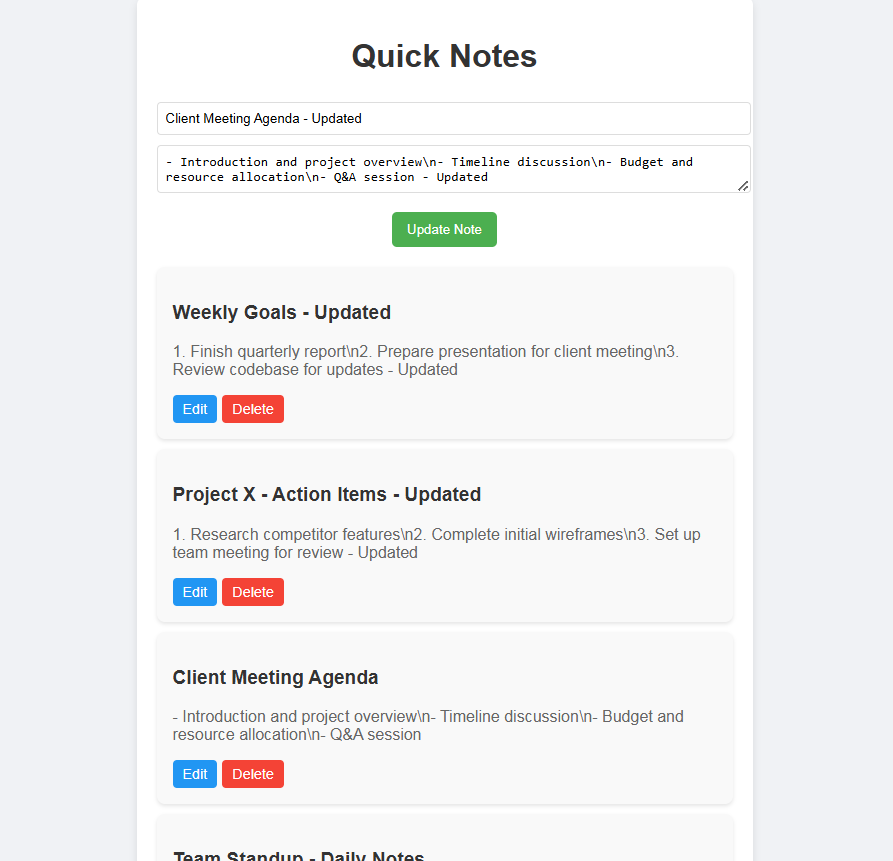 Quick Notes
Client Meeting Agenda - Updated
- Introduction and project overview\n- Timeline discussion\n- Budget and
resource allocation\n- Q&A session - Updated
Update Note
Weekly Goals - Updated
1. Finish quarterly report\n2. Prepare presentation for client meeting\n3.
Review codebase for updates - Updated
Edit Delete
Project X - Action Items - Updated
1. Research competitor features\n2. Complete initial wireframes\n3. Set up
team meeting for review - Updated
Edit Delete
Client Meeting Agenda
- Introduction and project overview\n- Timeline discussion\n- Budget and
resource allocation\n- Q&A session
Edit Delete
Team Standup - Daily Notes